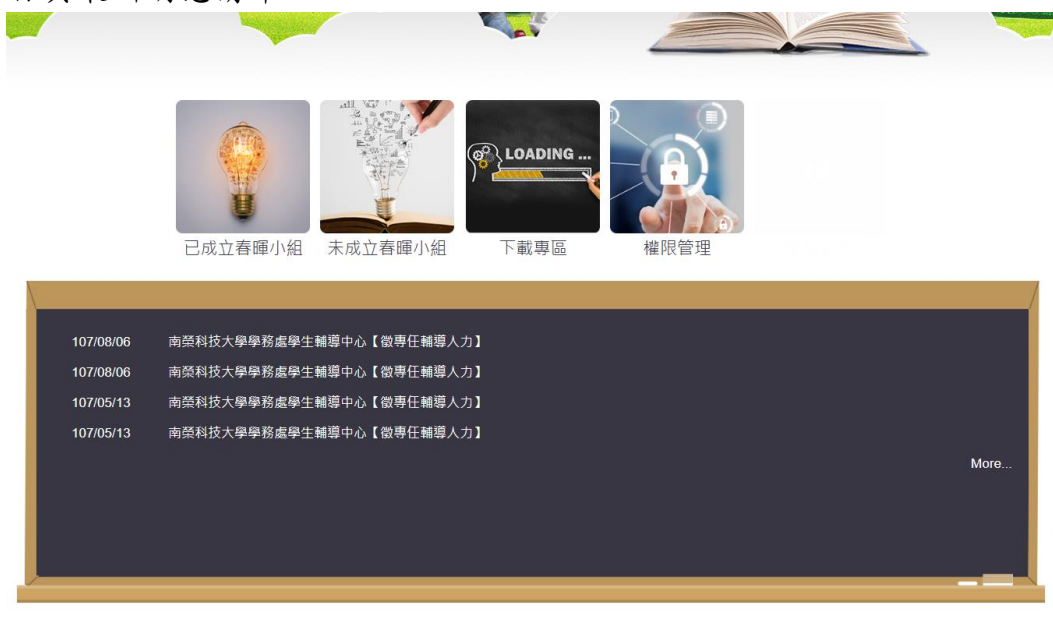 LOADING ...
已成立春暉小組
未成立春暉小組
下載專區
權限管理
107/08/06 南榮科技大學學務處學生輔導中心【徵專任輔導人力】
107/08/06 南榮科技大學學務處學生輔導中心【徵專任輔導人力】
107/05/13 南榮科技大學學務處學生輔導中心【徵專任輔導人力】
107/05/13 南榮科技大學學務處學生輔導中心【徵專任輔導人力】
More...